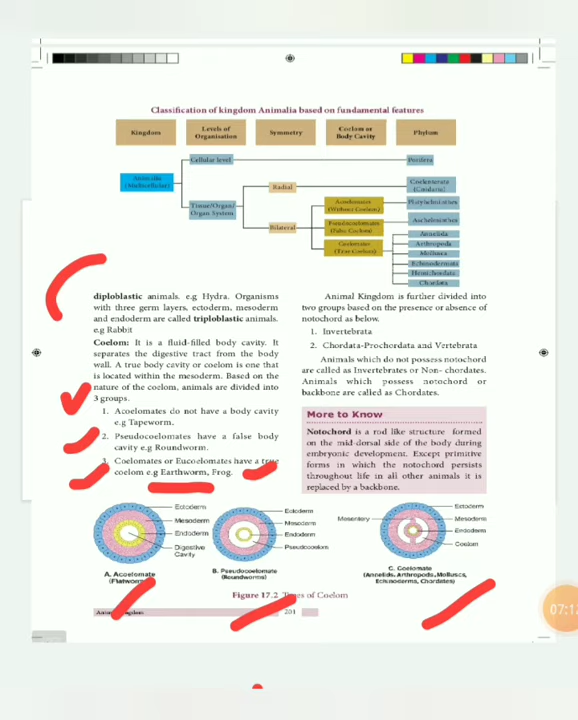 Classification of kingdom Animalia based on fundamental features
Kingdom
Levels of
Organisation
Symmetry
Coelom or
Body Cavity
Phylum
Animalia
(Multicellular)
Cellular level
Porifera
Tissue/Organ/
Organ System
Radial
Coelenterata
(Cnidaria)
Bilateral
Acoelomates
(Without Coelom)
Platyhelminthes
Pseudocoelomates
(False Coelom)
Aschelminthes
Coelomates
(True Coelom)
Annelida
Arthropoda
Mollusca
Echinodermata
Hemichordata
Chordata
diploblastic animals. e.g Hydra. Organisms
with three germ layers, ectoderm, mesoderm
and endoderm are called triploblastic animals.
e.g Rabbit
Coelom: It is a fluid-filled body cavity. It
separates the digestive tract from the body
wall. A true body cavity or coelom is one that
is located within the mesoderm. Based on the
nature of the coelom, animals are divided into
3 groups.
1. Acoelomates do not have a body cavity
e.g Tapeworm.
2. Pseudocoelomates have a false body
cavity e.g Roundworm.
3. Coelomates or Eucoelomates have a true
coelom e.g Earthworm, Frog.
Animal Kingdom is further divided into
two groups based on the presence or absence of
notochord as below.
1. Invertebrata
2. Chordata-Prochordata and Vertebrata
Animals which do not possess notochord
are called as Invertebrates or Non- chordates.
Animals which possess notochord or
backbone are called as Chordates.
More to Know
Notochord is a rod like structure formed
on the mid-dorsal side of the body during
embryonic development. Except primitive
forms in which the notochord persists
throughout life in all other animals it is
replaced by a backbone.
Ectoderm
Mesoderm
Endoderm
Digestive
Cavity
A. Acoelomate
(Flatworms)
Ectoderm
Mesoderm
Endoderm
Pseudocoelom
B. Pseudocoelomate
(Roundworms)
Mesentery
Ectoderm
Mesoderm
Endoderm
Coelom
C. Coelomate
(Annelids, Arthropods, Molluscs,
Echinoderms, Chordates)
Figure 17.2 Types of Coelom
Animal Kingdom
201